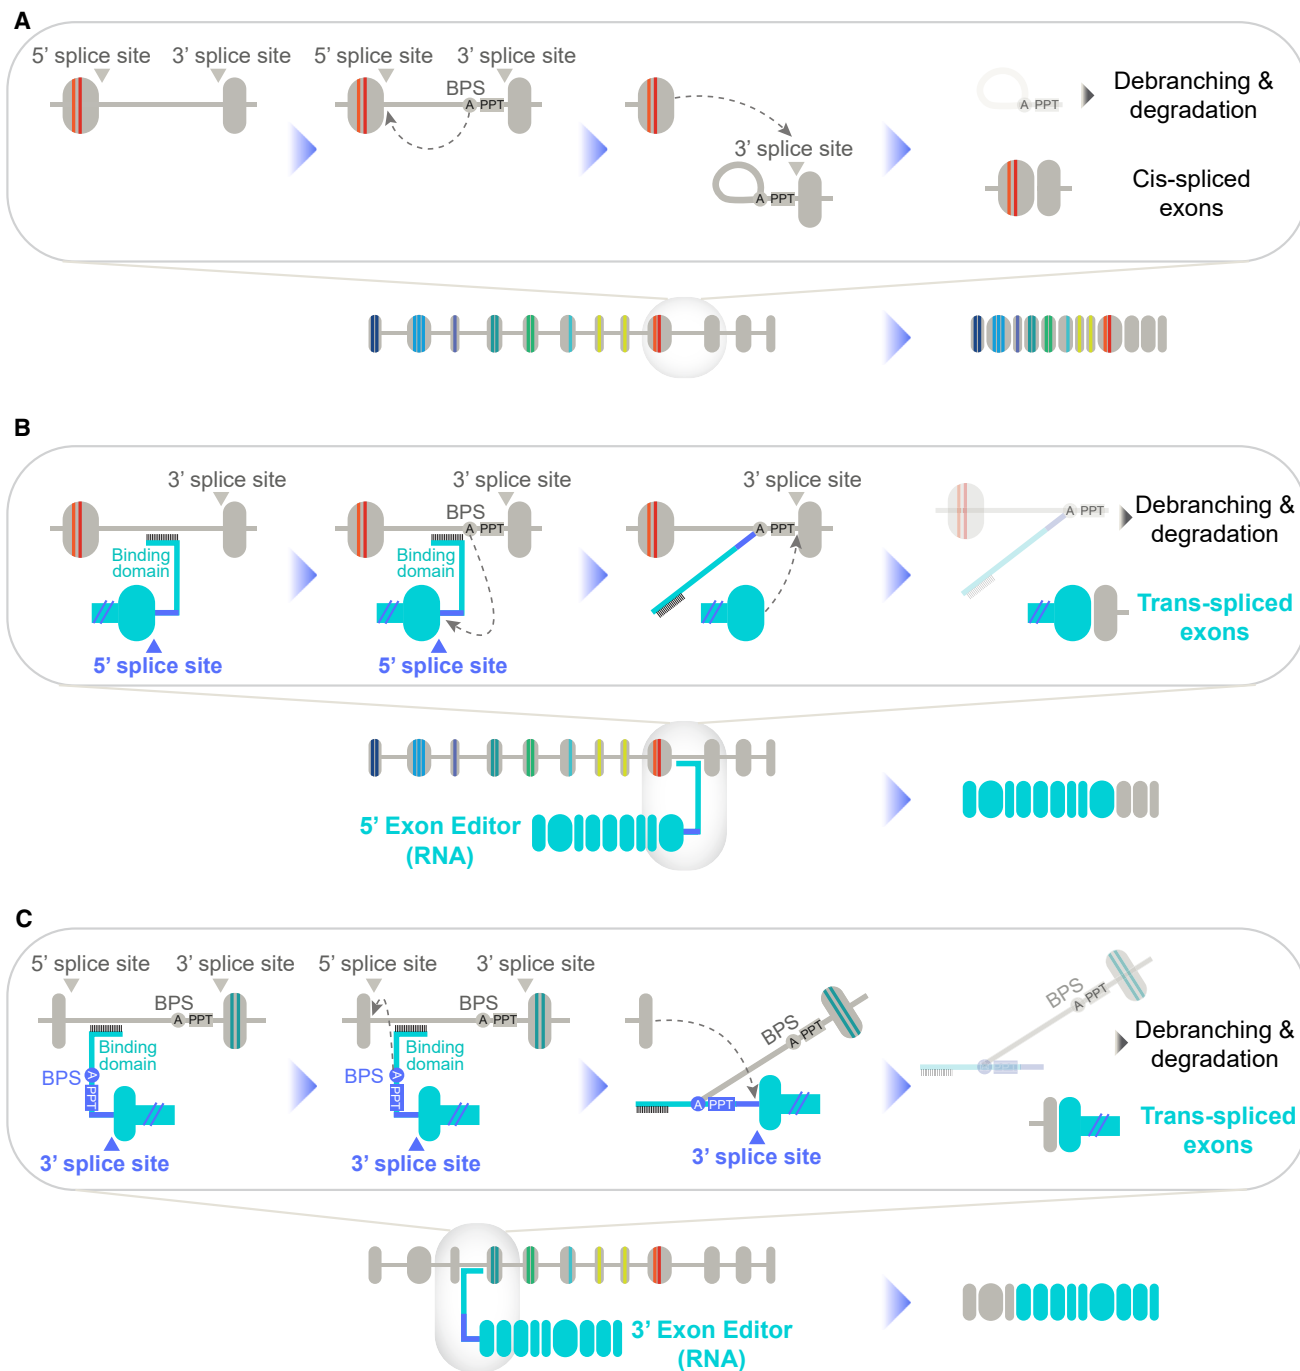 A
5' splice site
3' splice site
5' splice site
3' splice site
BPS
A PPT
3' splice site
A PPT
A PPT
Debranching &
degradation
Cis-spliced
exons
B
3' splice site
Binding
domain
5' splice site
3' splice site
BPS
A PPT
Binding
domain
5' splice site
3' splice site
A PPT
A PPT
Debranching &
degradation
Trans-spliced
exons
5' Exon Editor
(RNA)
C
5' splice site
3' splice site
BPS
A PPT
Binding
domain
BPS
A
PPT
3' splice site
5' splice site
3' splice site
BPS
A PPT
Binding
domain
BPS
A
PPT
3' splice site
BPS
A PPT
A PPT
3' splice site
BPS
A PPT
Debranching &
degradation
Trans-spliced
exons
3' Exon Editor
(RNA)